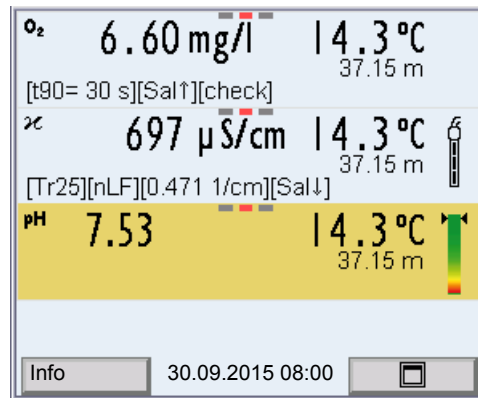 O₂ 6.60 mg/l 14.3 °C
37.15 m
[t90= 30 s][Sal↑][check]
ϰ 697 µS/cm 14.3 °C
37.15 m
[Tr25][nLF][0.471 1/cm][Sal↓]
pH 7.53 14.3 °C
37.15 m
Info 30.09.2015 08:00